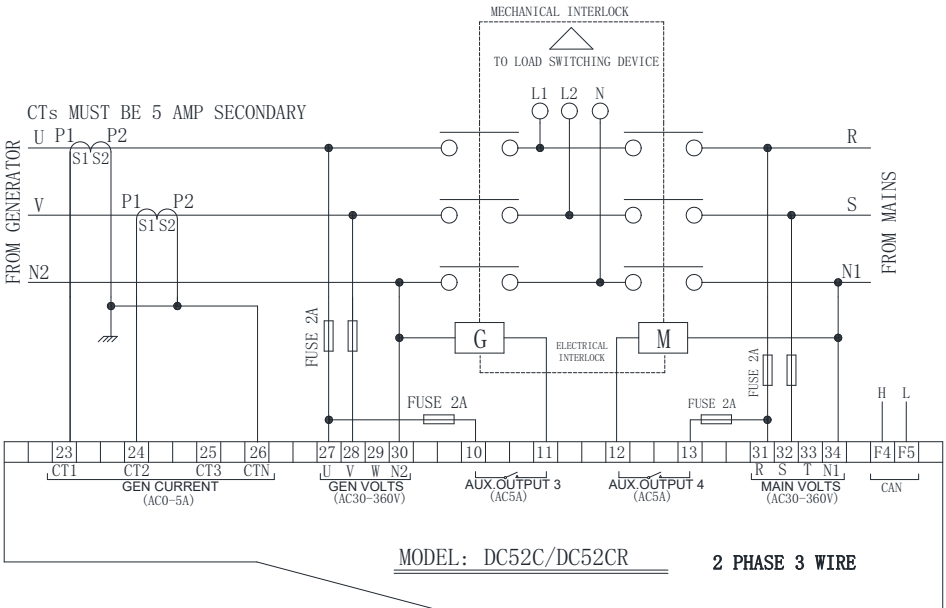 MECHANICAL INTERLOCK
TO LOAD SWITCHING DEVICE
L1 L2 N
CTs MUST BE 5 AMP SECONDARY
U P1 P2
S1 S2
R
V P1 P2
S1 S2
S
N2
N1
FROM GENERATOR
FROM MAINS
FUSE 2A
G
ELECTRICAL
INTERLOCK
M
FUSE 2A
FUSE 2A
FUSE 2A
H L
23 24 25 26 27 28 29 30 10 11 12 13 31 32 33 34 F4 F5
CT1 CT2 CT3 CTN U V W N2 R S T N1
GEN CURRENT
(AC0-5A)
GEN VOLTS
(AC30-360V)
AUX.OUTPUT 3
(AC5A)
AUX.OUTPUT 4
(AC5A)
MAIN VOLTS
(AC30-360V)
CAN
MODEL: DC52C/DC52CR
2 PHASE 3 WIRE